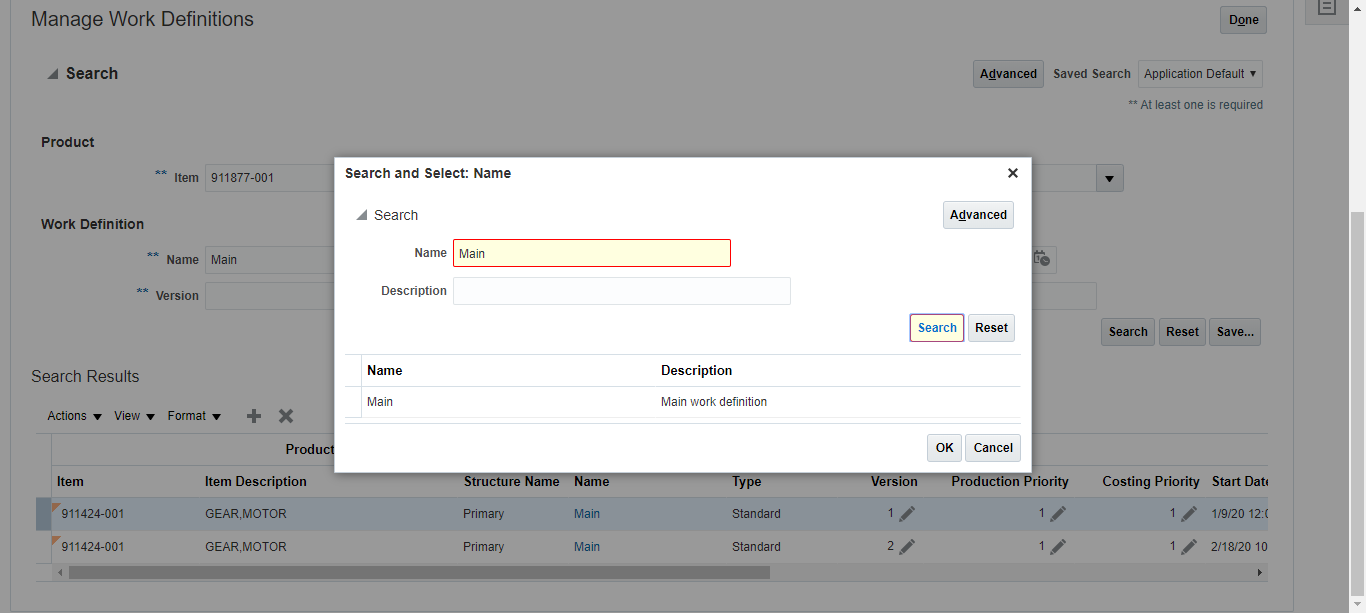 Manage Work Definitions
Done
Search
Advanced Saved Search Application Default
** At least one is required
Product
** Item 911877-001
Work Definition
** Name Main
** Version
Search Reset Save...
Search and Select: Name
Search
Advanced
Name Main
Description
Search Reset
Name Description
Main Main work definition
OK Cancel
Search Results
Actions View Format
Product
Item Item Description Structure Name Name Type Version Production Priority Costing Priority Start Date
911424-001 GEAR,MOTOR Primary Main Standard 1 1 1 1/9/20 12:0
911424-001 GEAR,MOTOR Primary Main Standard 2 1 1 2/18/20 10